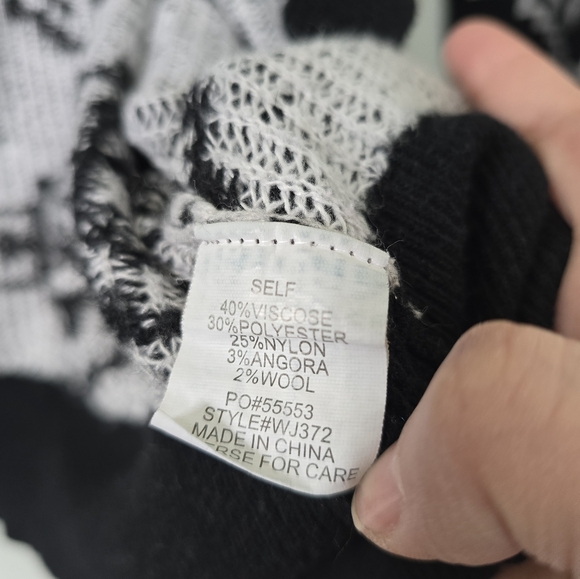 SELF
40%VISCOSE
30%POLYESTER
25%NYLON
3%ANGORA
2%WOOL
PO#55553
STYLE#WJ372
MADE IN CHINA
ERSE FOR CARE